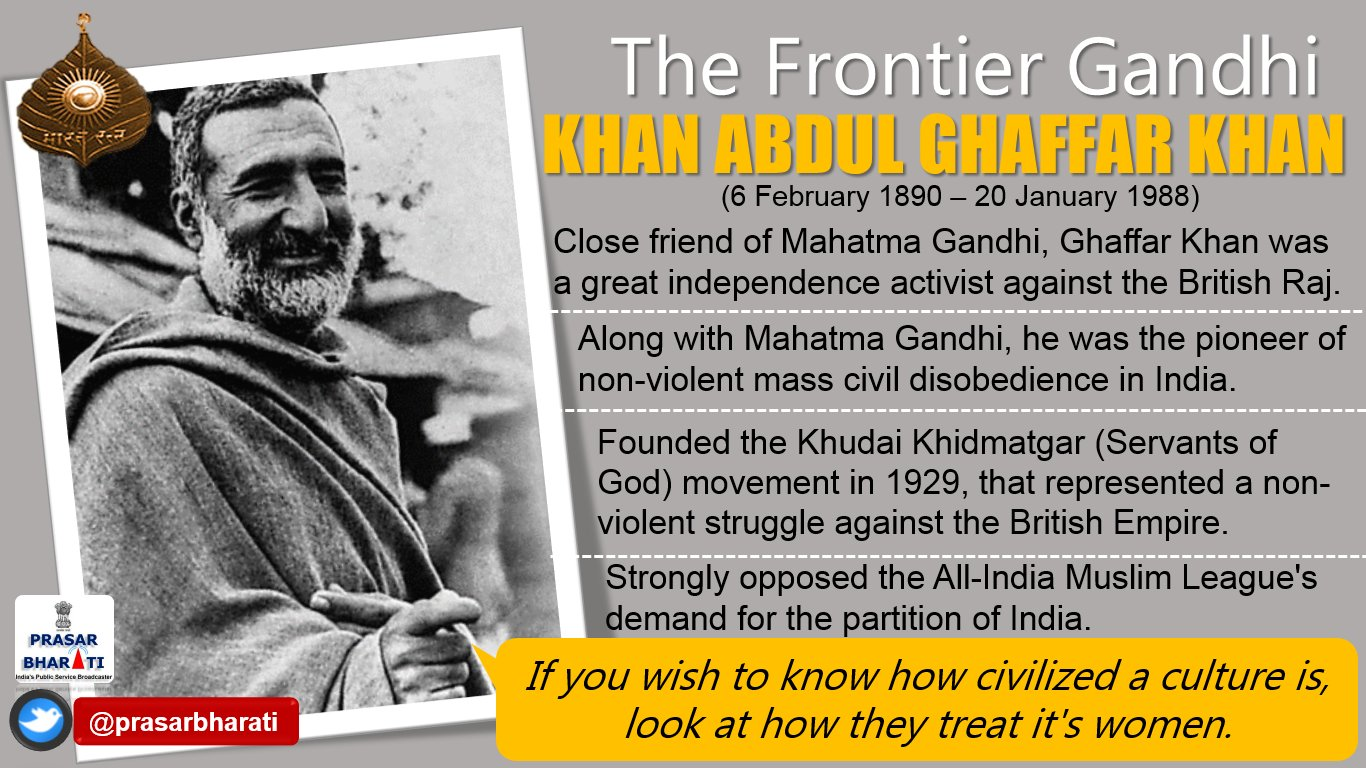 भारत रत्न
The Frontier Gandhi
KHAN ABDUL GHAFFAR KHAN
(6 February 1890 – 20 January 1988)
Close friend of Mahatma Gandhi, Ghaffar Khan was
a great independence activist against the British Raj.
Along with Mahatma Gandhi, he was the pioneer of
non-violent mass civil disobedience in India.
Founded the Khudai Khidmatgar (Servants of
God) movement in 1929, that represented a non-
violent struggle against the British Empire.
Strongly opposed the All-India Muslim League's
demand for the partition of India.
If you wish to know how civilized a culture is,
look at how they treat it's women.
PRASAR
BHARATI
India's Public Service Broadcaster
@prasarbharati